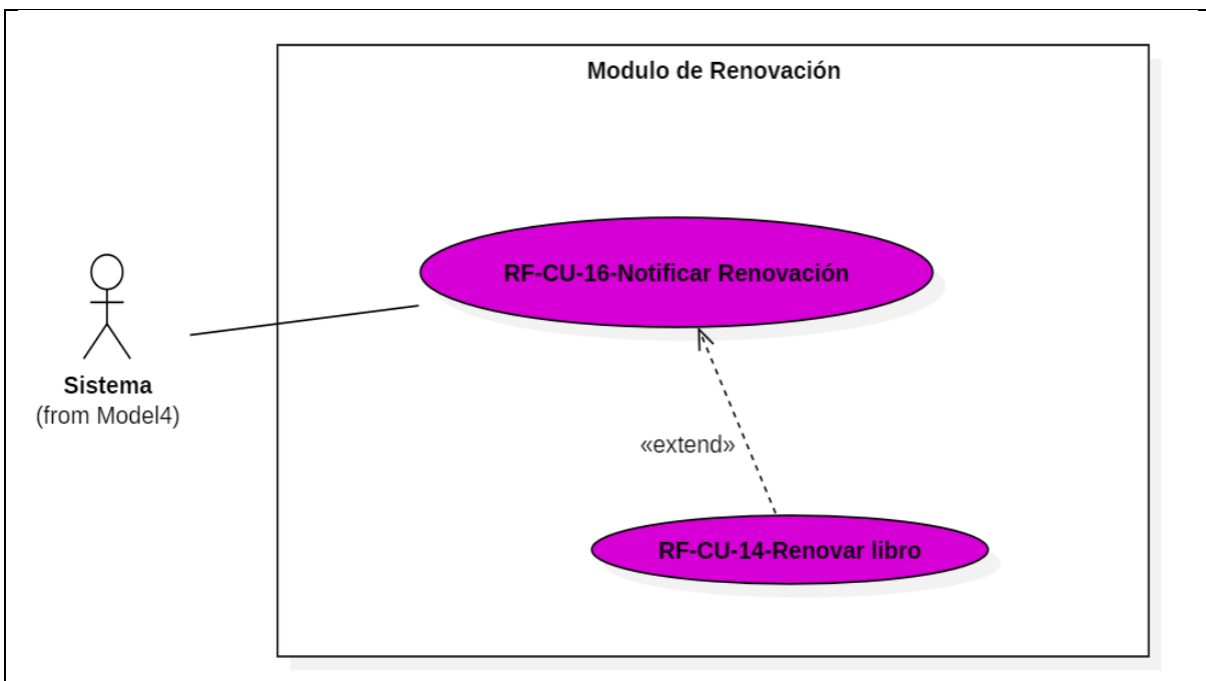 Modulo de Renovación
RF-CU-16-Notificar Renovación
Sistema
(from Model4)
«extend»
RF-CU-14-Renovar libro